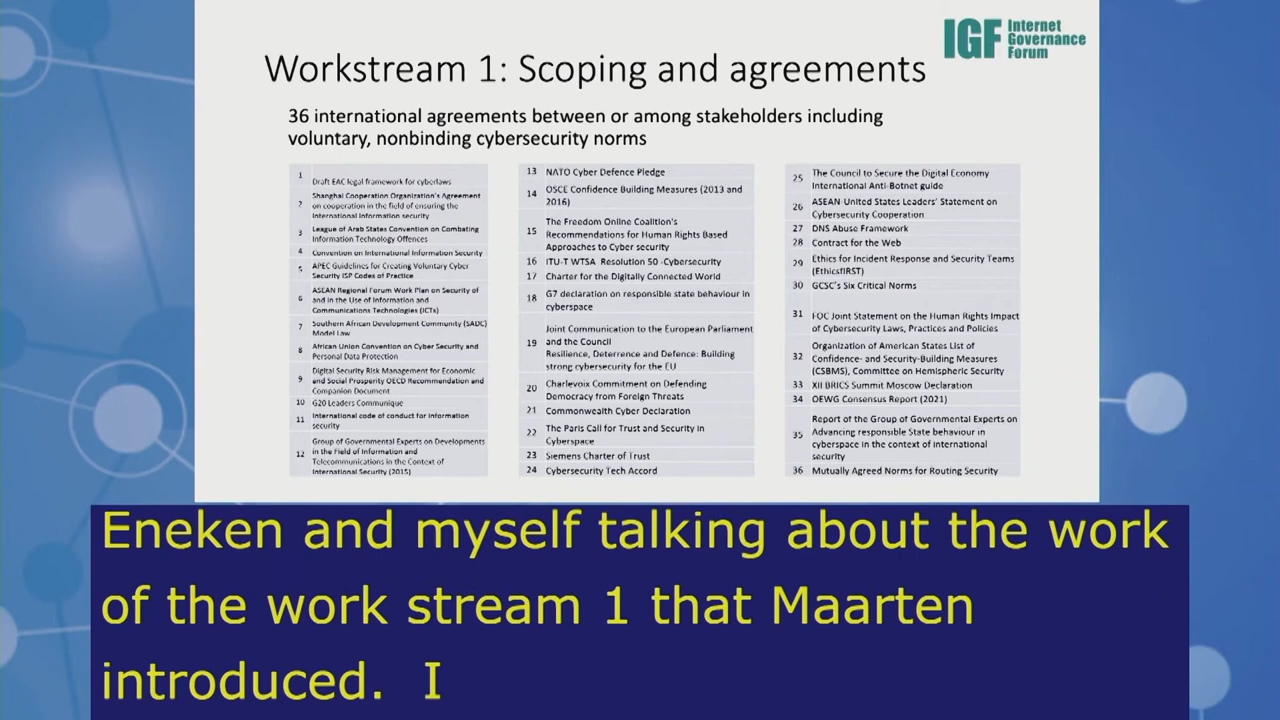 IGF Internet
Governance
Forum
Workstream 1: Scoping and agreements
36 international agreements between or among stakeholders including
voluntary, nonbinding cybersecurity norms
1 Draft EAC legal framework for cyberlaws
2 Shanghai Cooperation Organization's Agreement
on cooperation in the field of ensuring the
International Information security
3 League of Arab States Convention on Combating
Information Technology Offences
4 Convention on International Information Security
5 APEC Guidelines for Creating Voluntary Cyber
Security ISP Codes of Practice
6 ASEAN Regional Forum Work Plan on Security of
and in the Use of Information and
Communications Technologies (ICTs)
7 Southern African Development Community (SADC)
Model Law
8 African Union Convention on Cyber Security and
Personal Data Protection
9 Digital Security Risk Management for Economic
and Social Prosperity OECD Recommendation and
Companion Document
10 G20 Leaders Communique
11 International code of conduct for information
security
12 Group of Governmental Experts on Developments
in the Field of Information and
Telecommunications in the Context of
International Security (2015)
13 NATO Cyber Defence Pledge
14 OSCE Confidence Building Measures (2013 and
2016)
15 The Freedom Online Coalition's
Recommendations for Human Rights Based
Approaches to Cyber security
16 ITU-T WTSA Resolution 50 -Cybersecurity
17 Charter for the Digitally Connected World
18 G7 declaration on responsible state behaviour in
cyberspace
19 Joint Communication to the European Parliament
and the Council
Resilience, Deterrence and Defence: Building
strong cybersecurity for the EU
20 Charlevoix Commitment on Defending
Democracy from Foreign Threats
21 Commonwealth Cyber Declaration
22 The Paris Call for Trust and Security in
Cyberspace
23 Siemens Charter of Trust
24 Cybersecurity Tech Accord
25 The Council to Secure the Digital Economy
International Anti-Botnet guide
26 ASEAN-United States Leaders' Statement on
Cybersecurity Cooperation
27 DNS Abuse Framework
28 Contract for the Web
29 Ethics for Incident Response and Security Teams
(EthicsfIRST)
30 GCSC's Six Critical Norms
31 FOC Joint Statement on the Human Rights Impact
of Cybersecurity Laws, Practices and Policies
32 Organization of American States List of
Confidence- and Security-Building Measures
(CSBMS), Committee on Hemispheric Security
33 XII BRICS Summit Moscow Declaration
34 OEWG Consensus Report (2021)
35 Report of the Group of Governmental Experts on
Advancing responsible State behaviour in
cyberspace in the context of international
security
36 Mutually Agreed Norms for Routing Security
Eneken and myself talking about the work
of the work stream 1 that Maarten
introduced. I